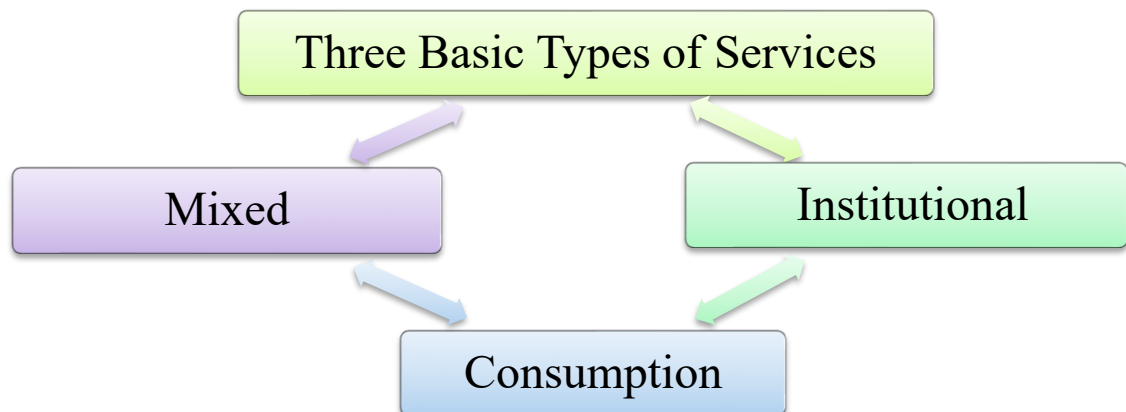 Three Basic Types of Services
Mixed
Institutional
Consumption